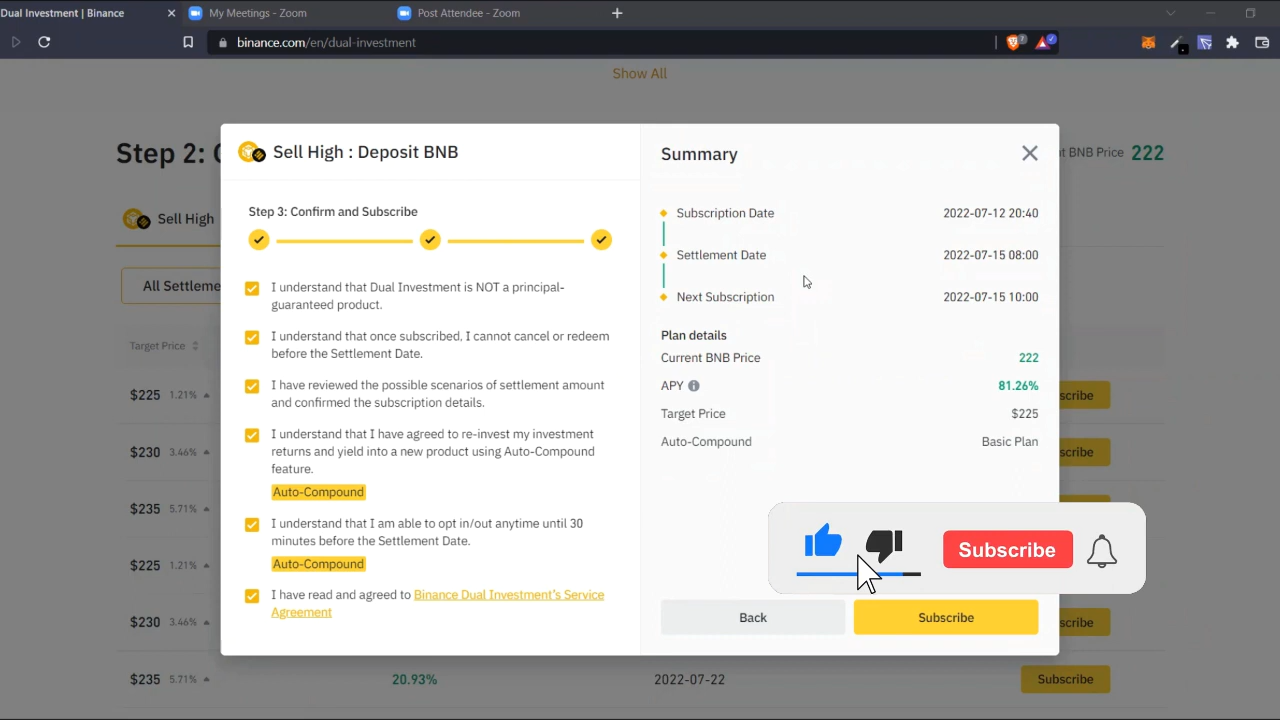 Dual Investment | Binance
My Meetings - Zoom
Post Attendee - Zoom
binance.com/en/dual-investment
7
Show All
Step 2:
BNB Price 222
Sell High
All Settleme
Target Price
$225 1.21%
scribe
$230 3.46%
scribe
$235 5.71%
$225 1.21%
$230 3.46%
scribe
$235 5.71% 20.93% 2022-07-22 Subscribe
Sell High : Deposit BNB
Step 3: Confirm and Subscribe
I understand that Dual Investment is NOT a principal-
guaranteed product.
I understand that once subscribed, I cannot cancel or redeem
before the Settlement Date.
I have reviewed the possible scenarios of settlement amount
and confirmed the subscription details.
I understand that I have agreed to re-invest my investment
returns and yield into a new product using Auto-Compound
feature.
Auto-Compound
I understand that I am able to opt in/out anytime until 30
minutes before the Settlement Date.
Auto-Compound
I have read and agreed to Binance Dual Investment's Service
Agreement
Summary
Subscription Date 2022-07-12 20:40
Settlement Date 2022-07-15 08:00
Next Subscription 2022-07-15 10:00
Plan details
Current BNB Price 222
APY 81.26%
Target Price $225
Auto-Compound Basic Plan
Subscribe
Back
Subscribe